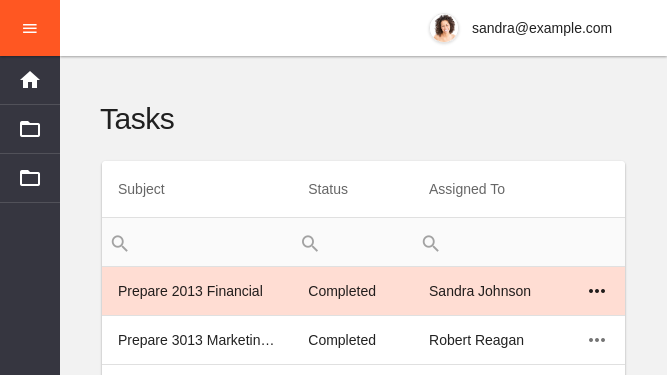 sandra@example.com
Tasks
Subject Status Assigned To
Prepare 2013 Financial Completed Sandra Johnson
Prepare 3013 Marketin… Completed Robert Reagan